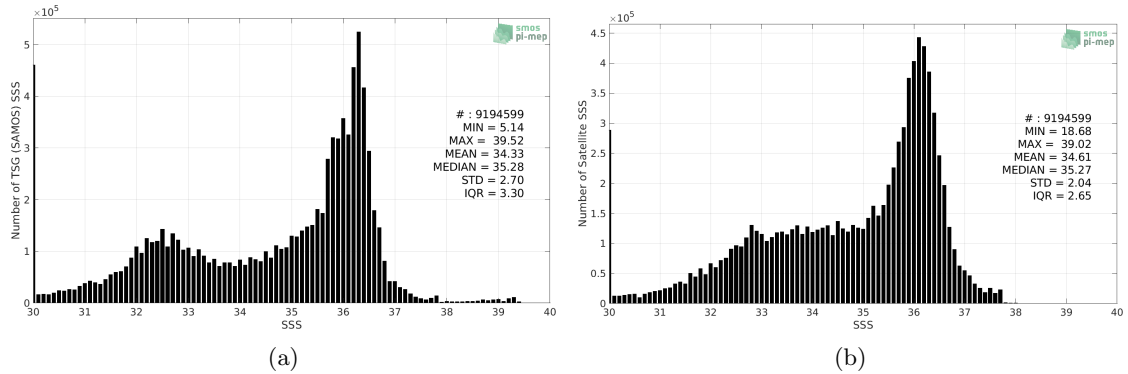 ×10⁵
5
4
3
2
1
0
Number of TSG (SAMOS) SSS
30 31 32 33 34 35 36 37 38 39 40
SSS
smos
pi-mep
# : 9194599
MIN = 5.14
MAX = 39.52
MEAN = 34.33
MEDIAN = 35.28
STD = 2.70
IQR = 3.30
(a)
×10⁵
4.5
4
3.5
3
2.5
2
1.5
1
0.5
0
Number of Satellite SSS
30 31 32 33 34 35 36 37 38 39 40
SSS
smos
pi-mep
# : 9194599
MIN = 18.68
MAX = 39.02
MEAN = 34.61
MEDIAN = 35.27
STD = 2.04
IQR = 2.65
(b)